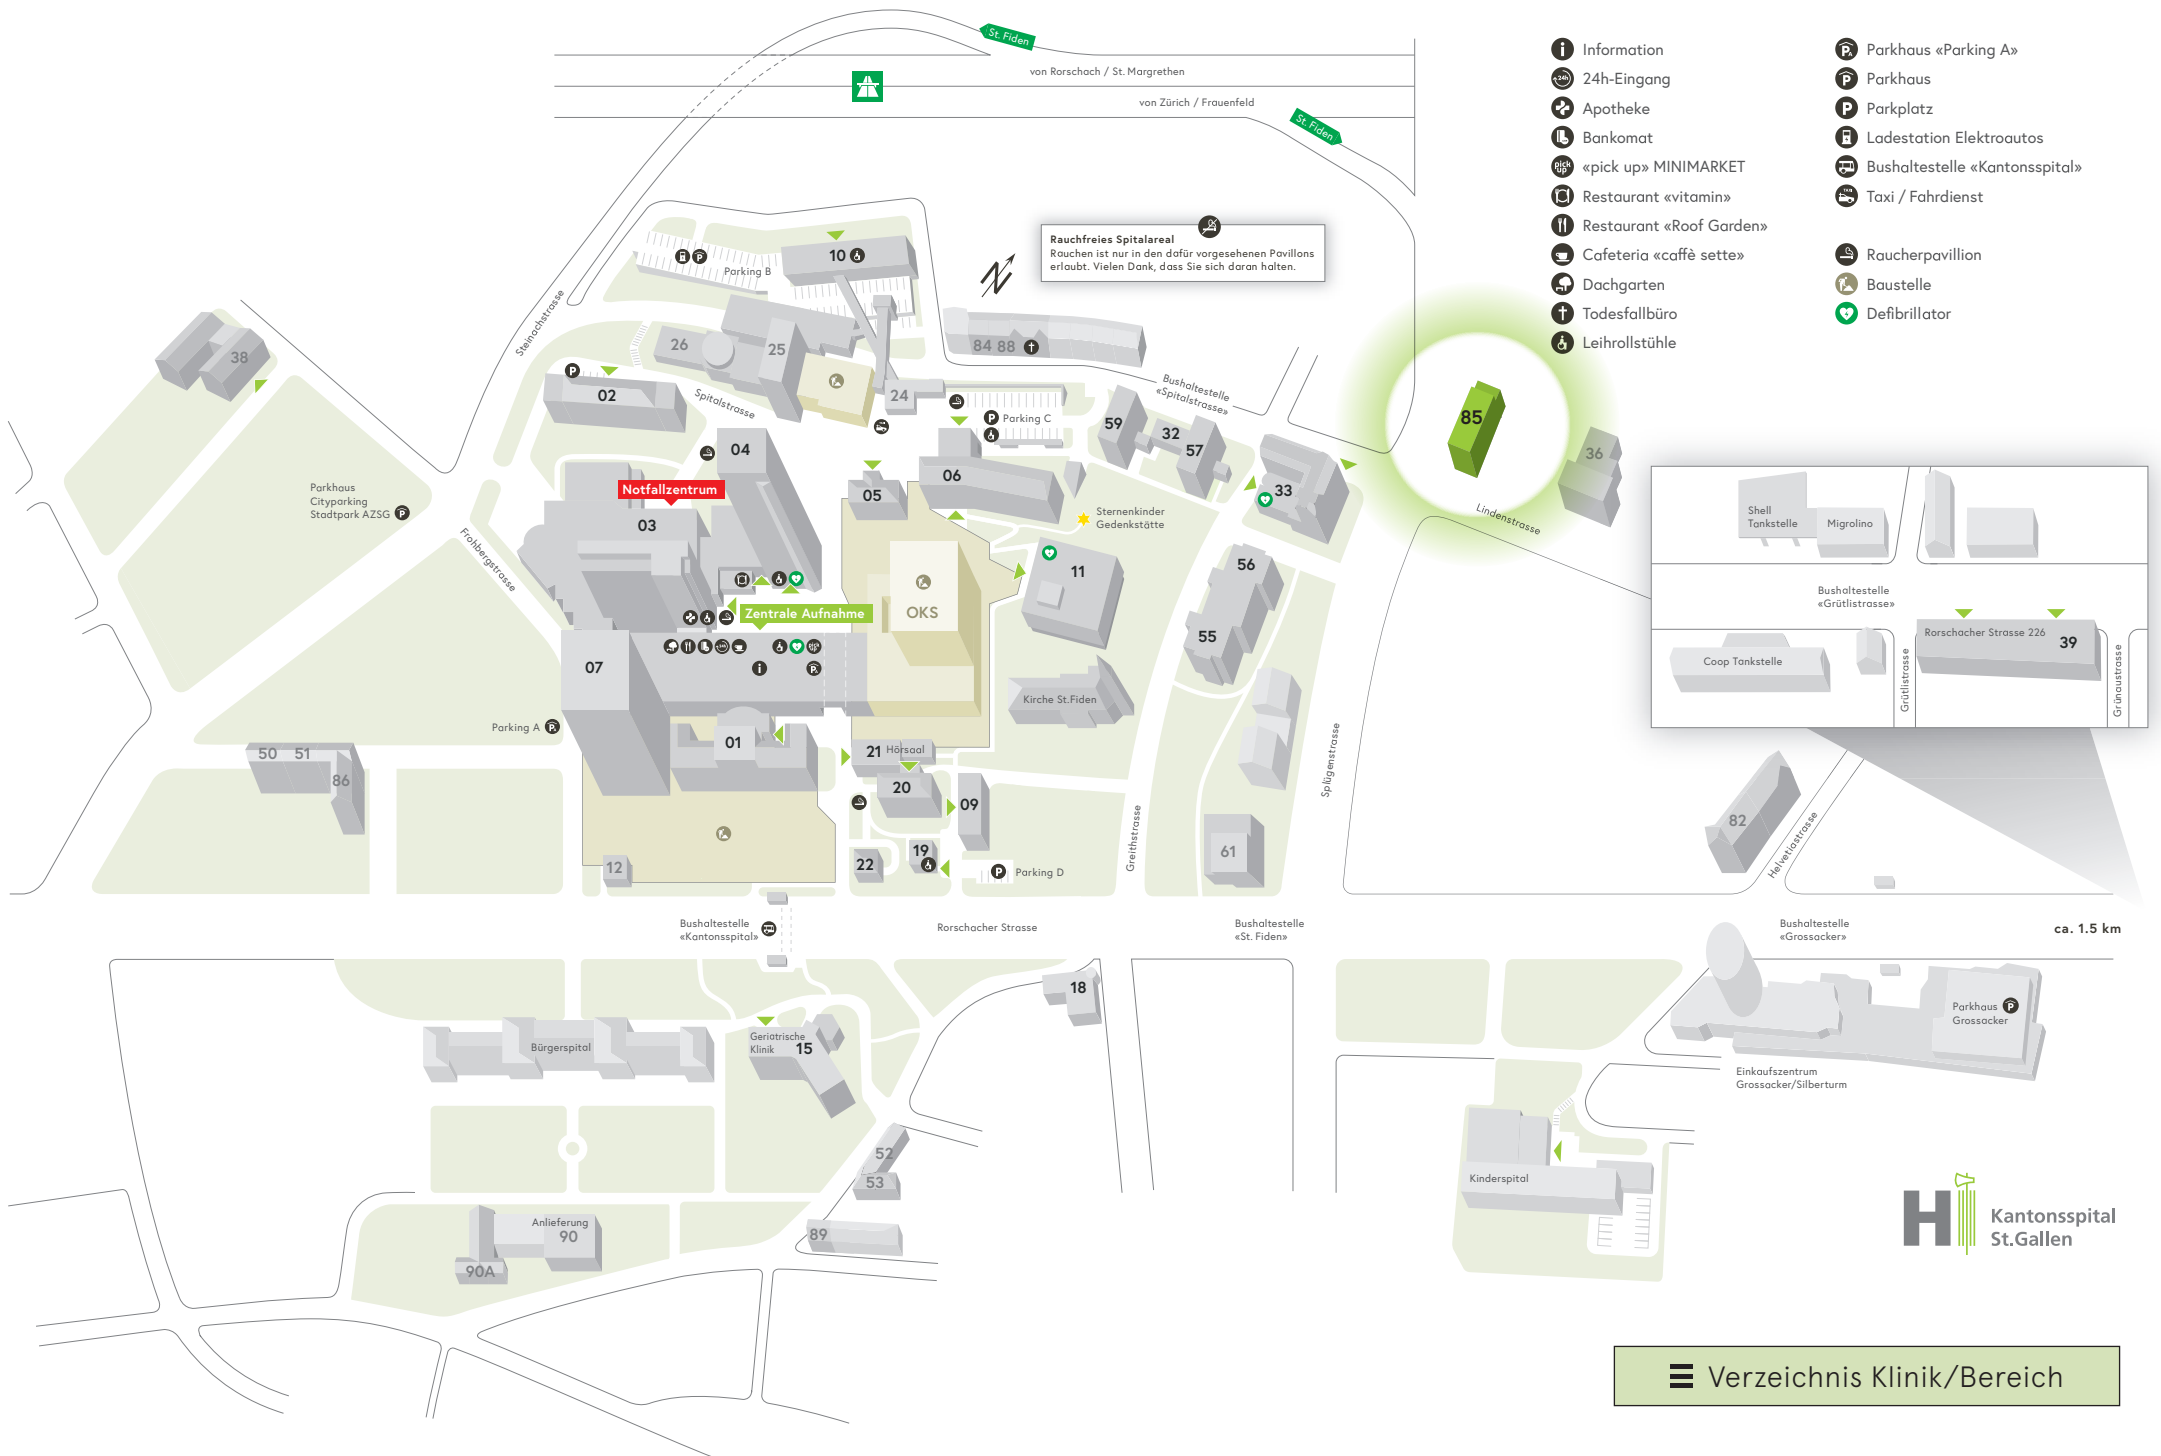 St. Fiden
von Rorschach / St. Margrethen
von Zürich / Frauenfeld
St. Fiden
Information
24h-Eingang
Apotheke
Bankomat
«pick up» MINIMARKET
Restaurant «vitamin»
Restaurant «Roof Garden»
Cafeteria «caffè sette»
Dachgarten
Todesfallbüro
Leihrollstühle
Parkhaus «Parking A»
Parkhaus
Parkplatz
Ladestation Elektroautos
Bushaltestelle «Kantonsspital»
Taxi / Fahrdienst
Raucherpavillion
Baustelle
Defibrillator
Rauchfreies Spitalareal
Rauchen ist nur in den dafür vorgesehenen Pavillons
erlaubt. Vielen Dank, dass Sie sich daran halten.
N
10
Parking B
Steinachstrasse
38
26
25
84 88
02
Spitalstrasse
24
Bushaltestelle
«Spitalstrasse»
Parking C
59
32
57
85
36
04
Notfallzentrum
03
05
06
33
Lindenstrasse
Parkhaus
Cityparking
Stadtpark AZSG
Frohbergstrasse
Sternenkinder
Gedenkstätte
11
56
55
OKS
Zentrale Aufnahme
07
Kirche St.Fiden
Parking A
01
21 Hörsaal
20
09
50 51
86
12
22
19
Parking D
61
Greithstrasse
Splügenstrasse
Shell
Tankstelle
Migrolino
Bushaltestelle
«Grütlistrasse»
Rorschacher Strasse 226
39
Coop Tankstelle
Grütlistrasse
Grünaustrasse
82
Helvetiastrasse
Bushaltestelle
«Kantonsspital»
Rorschacher Strasse
Bushaltestelle
«St. Fiden»
Bushaltestelle
«Grossacker»
ca. 1.5 km
18
Bürgerspital
Geriatrische
Klinik
15
Parkhaus
Grossacker
Einkaufszentrum
Grossacker/Silberturm
52
53
89
Anlieferung
90
90A
Kinderspital
H
Kantonsspital
St.Gallen
Verzeichnis Klinik/Bereich